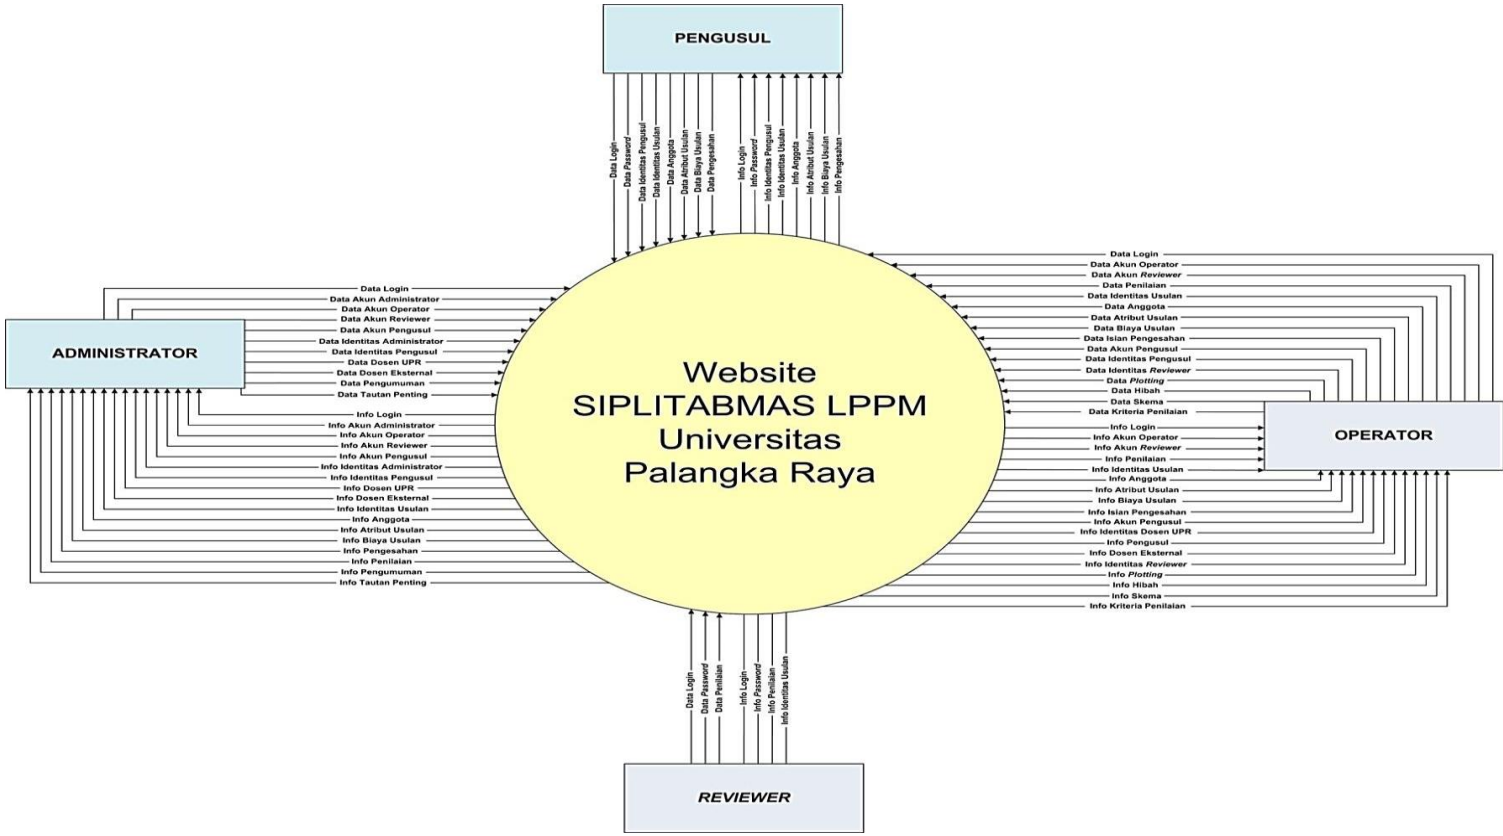 PENGUSUL
Data Login
Data Password
Data Identitas Pengusul
Data Identitas Usulan
Data Anggota
Data Atribut Usulan
Data Biaya Usulan
Data Pengesahan
Info Login
Info Password
Info Identitas Pengusul
Info Identitas Usulan
Info Anggota
Info Atribut Usulan
Info Biaya Usulan
Info Pengesahan
ADMINISTRATOR
Data Login
Data Akun Administrator
Data Akun Operator
Data Akun Reviewer
Data Akun Pengusul
Data Identitas Administrator
Data Identitas Pengusul
Data Dosen UPR
Data Dosen Eksternal
Data Pengumuman
Data Tautan Penting
Info Login
Info Akun Administrator
Info Akun Operator
Info Akun Reviewer
Info Akun Pengusul
Info Identitas Administrator
Info Identitas Pengusul
Info Dosen UPR
Info Dosen Eksternal
Info Identitas Usulan
Info Anggota
Info Atribut Usulan
Info Biaya Usulan
Info Pengesahan
Info Penilaian
Info Pengumuman
Info Tautan Penting
Website
SIPLITABMAS LPPM
Universitas
Palangka Raya
Data Login
Data Akun Operator
Data Akun Reviewer
Data Penilaian
Data Identitas Usulan
Data Anggota
Data Atribut Usulan
Data Biaya Usulan
Data Isian Pengesahan
Data Akun Pengusul
Data Identitas Pengusul
Data Identitas Reviewer
Data Plotting
Data Hibah
Data Skema
Data Kriteria Penilaian
OPERATOR
Info Login
Info Akun Operator
Info Akun Reviewer
Info Penilaian
Info Identitas Usulan
Info Anggota
Info Atribut Usulan
Info Biaya Usulan
Info Isian Pengesahan
Info Akun Pengusul
Info Identitas Dosen UPR
Info Pengusul
Info Dosen Eksternal
Info Identitas Reviewer
Info Plotting
Info Hibah
Info Skema
Info Kriteria Penilaian
Data Login
Data Password
Data Penilaian
Info Login
Info Password
Info Penilaian
Info Identitas Usulan
REVIEWER